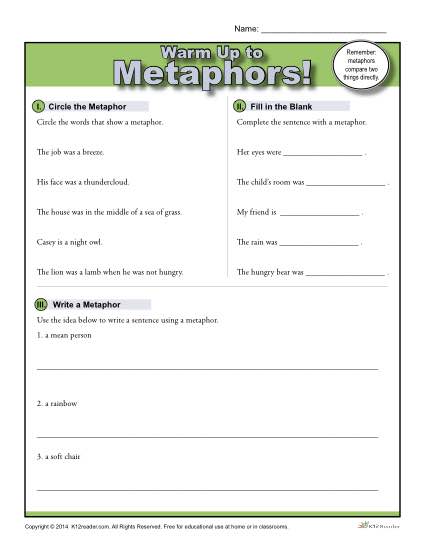 Name:
Warm Up to
Metaphors!
Remember:
metaphors
compare two
things directly.
I. Circle the Metaphor
Circle the words that show a metaphor.
The job was a breeze.
His face was a thundercloud.
The house was in the middle of a sea of grass.
Casey is a night owl.
The lion was a lamb when he was not hungry.
II. Fill in the Blank
Complete the sentence with a metaphor.
Her eyes were ____________________ .
The child's room was ____________________ .
My friend is ____________________ .
The rain was ____________________ .
The hungry bear was ____________________ .
III. Write a Metaphor
Use the idea below to write a sentence using a metaphor.
1. a mean person
2. a rainbow
3. a soft chair
Copyright © 2014 K12reader.com. All Rights Reserved. Free for educational use at home or in classrooms.
K12Reader